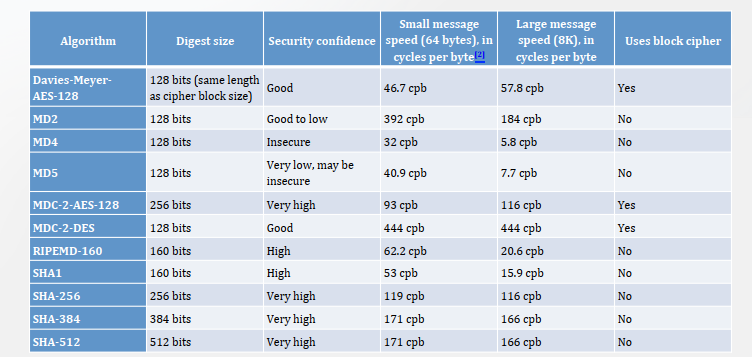 Algorithm Digest size Security confidence Small message speed (64 bytes), in cycles per byte[2] Large message speed (8K), in cycles per byte Uses block cipher
Davies-Meyer-AES-128 128 bits (same length as cipher block size) Good 46.7 cpb 57.8 cpb Yes
MD2 128 bits Good to low 392 cpb 184 cpb No
MD4 128 bits Insecure 32 cpb 5.8 cpb No
MD5 128 bits Very low, may be insecure 40.9 cpb 7.7 cpb No
MDC-2-AES-128 256 bits Very high 93 cpb 116 cpb Yes
MDC-2-DES 128 bits Good 444 cpb 444 cpb Yes
RIPEMD-160 160 bits High 62.2 cpb 20.6 cpb No
SHA1 160 bits High 53 cpb 15.9 cpb No
SHA-256 256 bits Very high 119 cpb 116 cpb No
SHA-384 384 bits Very high 171 cpb 166 cpb No
SHA-512 512 bits Very high 171 cpb 166 cpb No